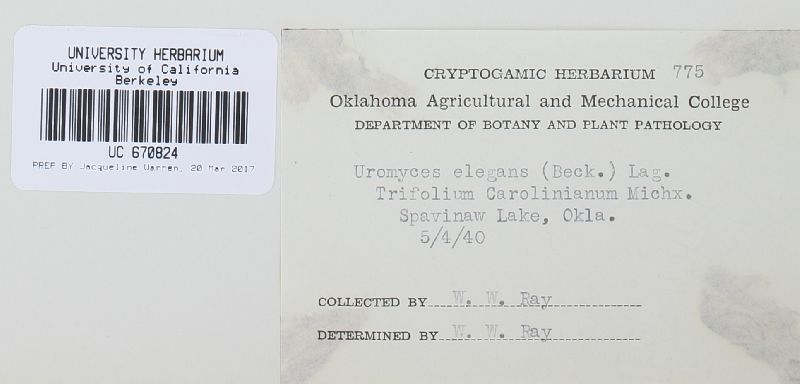 UNIVERSITY HERBARIUM
University of California
Berkeley
UC 670824
PREP BY Jacqueline Warren, 20 Mar 2017
CRYPTOGAMIC HERBARIUM 775
Oklahoma Agricultural and Mechanical College
DEPARTMENT OF BOTANY AND PLANT PATHOLOGY
Uromyces elegans (Beck.) Lag.
Trifolium Carolinianum Michx.
Spavinaw Lake, Okla.
5/4/40
COLLECTED BY W. W. Ray
DETERMINED BY W. W. Ray